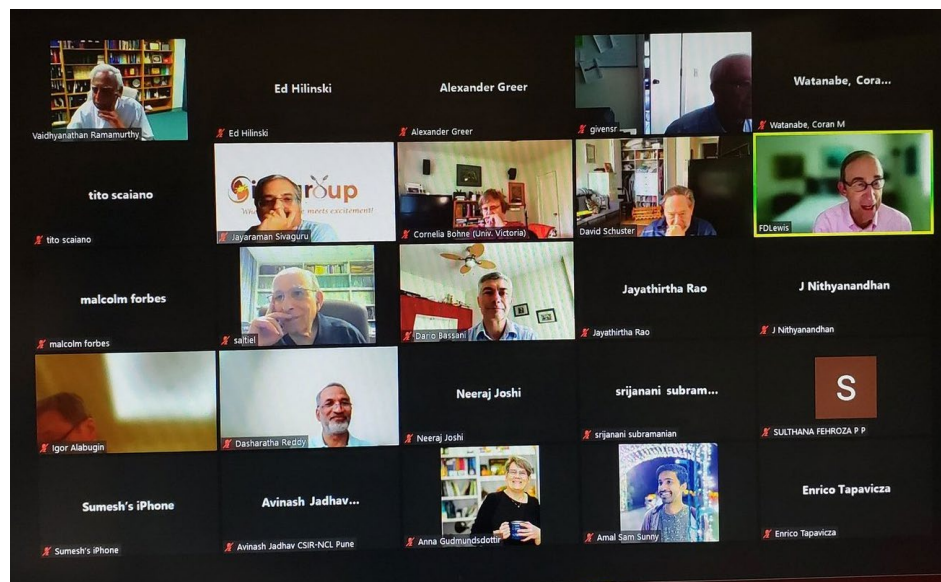 Vaidhyanathan Ramamurthy
Ed Hilinski
Ed Hilinski
Alexander Greer
Alexander Greer
givensr
Watanabe, Cora...
Watanabe, Coran M
tito scaiano
tito scaiano
group
meets excitement!
Jayaraman Sivaguru
Cornelia Bohne (Univ. Victoria)
David Schuster
FDLewis
malcolm forbes
malcolm forbes
saltiel
Dario Bassani
Jayathirtha Rao
Jayathirtha Rao
J Nithyanandhan
J Nithyanandhan
Igor Alabugin
Dasharatha Reddy
Neeraj Joshi
Neeraj Joshi
srijanani subram...
srijanani subramanian
S
SULTHANA FEHROZA P P
Sumesh's iPhone
Sumesh's iPhone
Avinash Jadhav...
Avinash Jadhav CSIR-NCL Pune
Anna Gudmundsdottir
Amal Sam Sunny
Enrico Tapavicza
Enrico Tapavicza